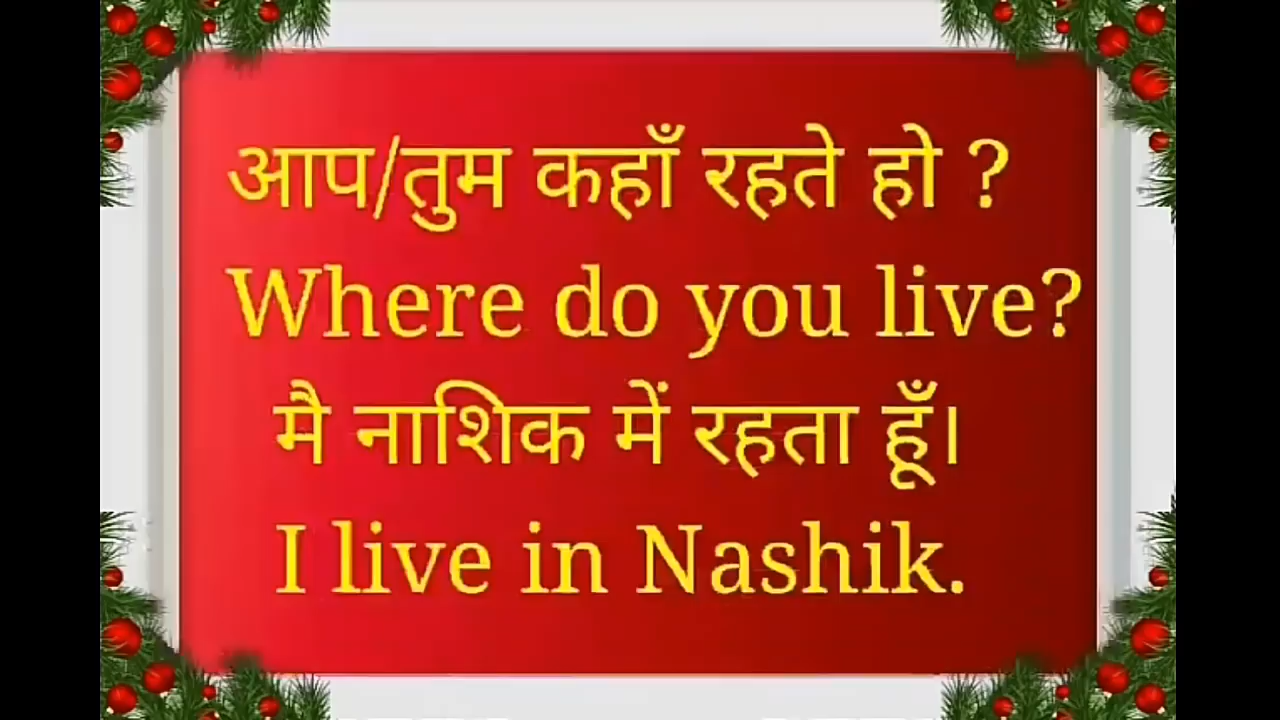 आप/तुम कहाँ रहते हो ?
Where do you live?
मै नाशिक में रहता हूँ।
I live in Nashik.